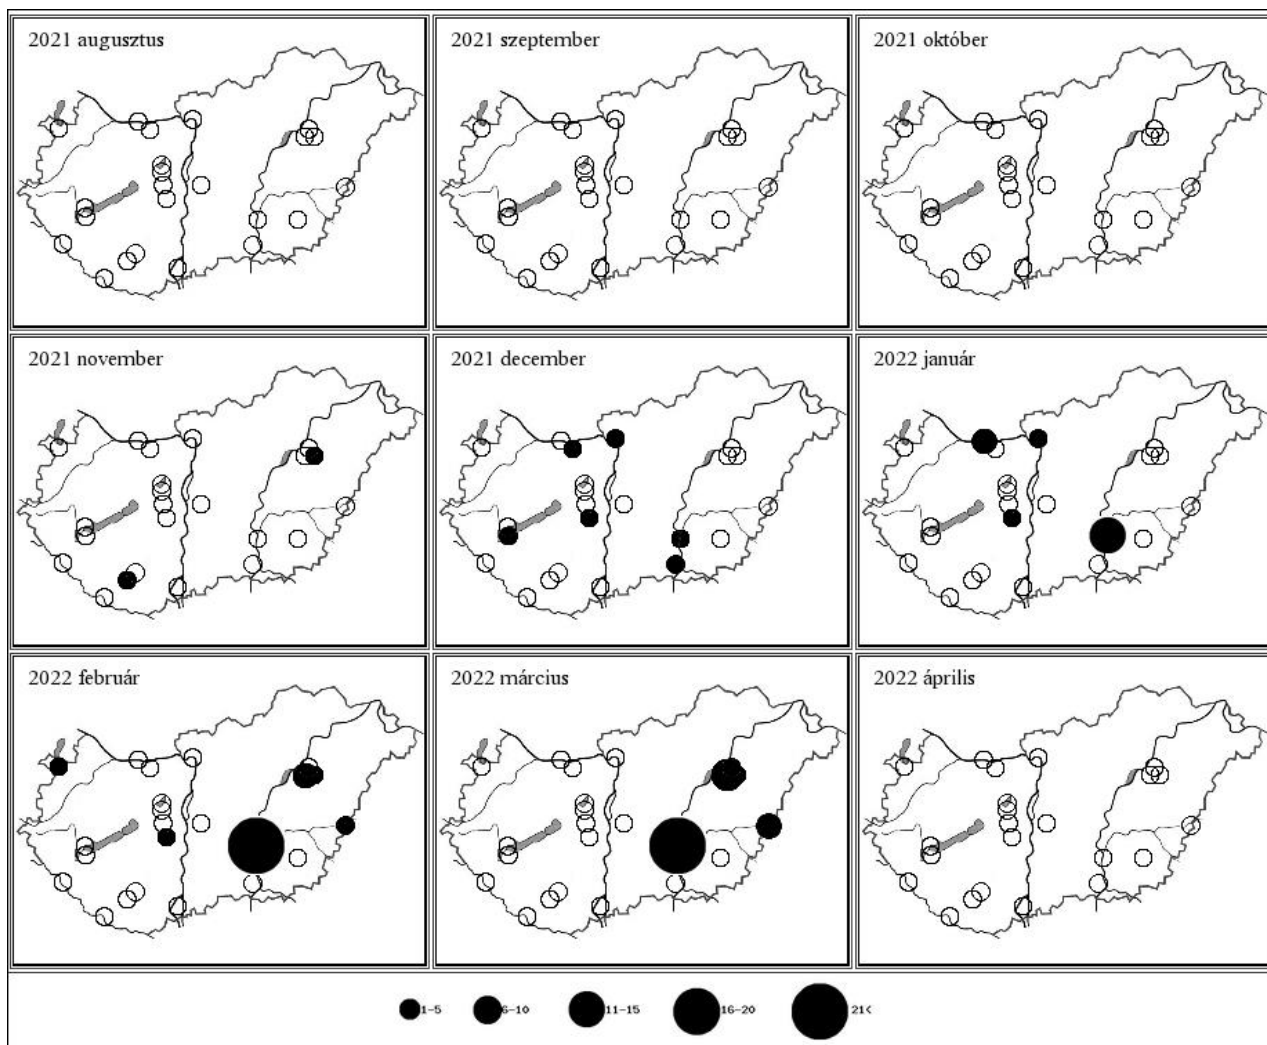 2021 augusztus
2021 szeptember
2021 október
2021 november
2021 december
2022 január
2022 február
2022 március
2022 április
1-5 6-10 11-15 16-20 21<